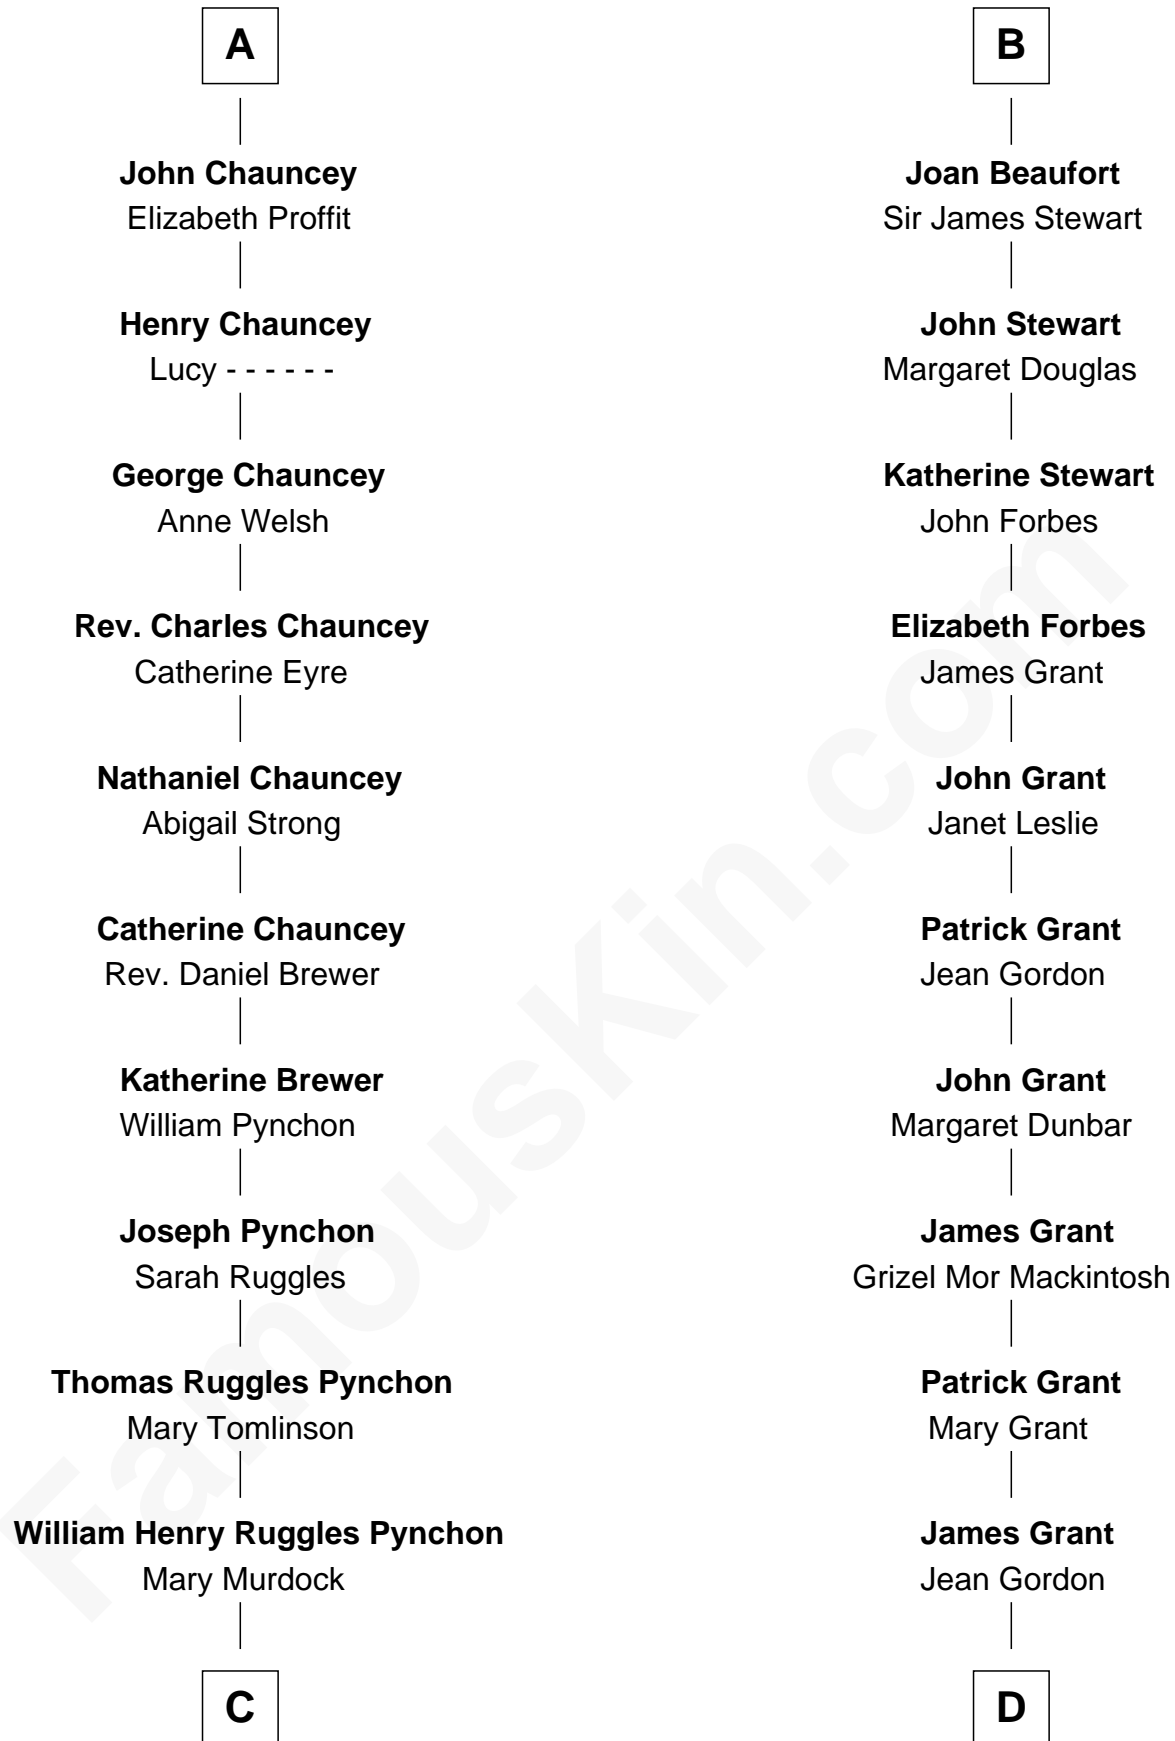 A
John Chauncey
Elizabeth Proffit
Henry Chauncey
Lucy - - - - - -
George Chauncey
Anne Welsh
Rev. Charles Chauncey
Catherine Eyre
Nathaniel Chauncey
Abigail Strong
Catherine Chauncey
Rev. Daniel Brewer
Katherine Brewer
William Pynchon
Joseph Pynchon
Sarah Ruggles
Thomas Ruggles Pynchon
Mary Tomlinson
William Henry Ruggles Pynchon
Mary Murdock
C
B
Joan Beaufort
Sir James Stewart
John Stewart
Margaret Douglas
Katherine Stewart
John Forbes
Elizabeth Forbes
James Grant
John Grant
Janet Leslie
Patrick Grant
Jean Gordon
John Grant
Margaret Dunbar
James Grant
Grizel Mor Mackintosh
Patrick Grant
Mary Grant
James Grant
Jean Gordon
D
FamousKin.com